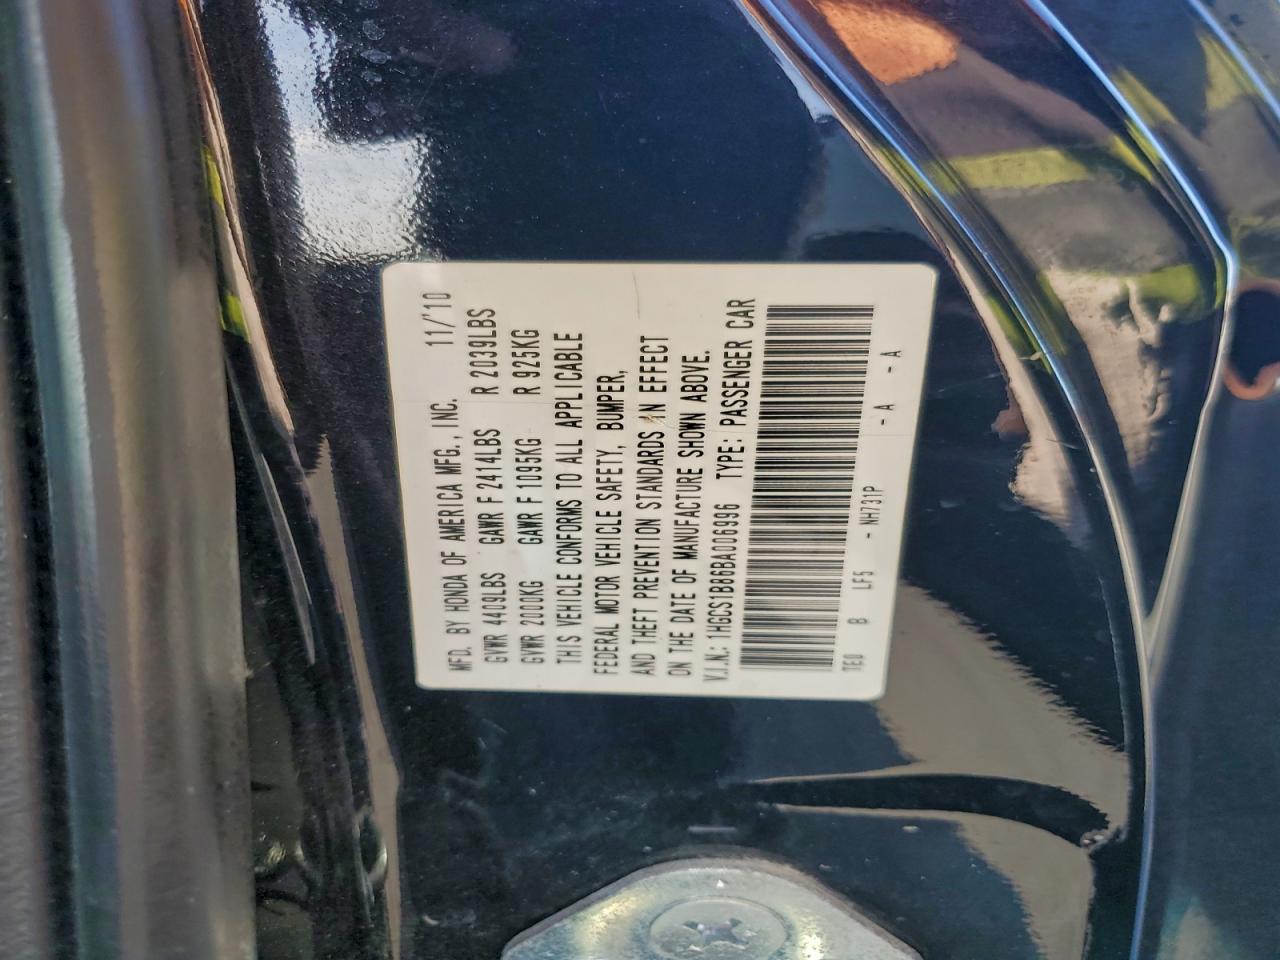 MFD. BY HONDA OF AMERICA MFG., INC. 11/'10
GVWR 4409LBS GAWR F 2414LBS R 2039LBS
GVWR 2000KG GAWR F 1095KG R 925KG
THIS VEHICLE CONFORMS TO ALL APPLICABLE
FEDERAL MOTOR VEHICLE SAFETY, BUMPER,
AND THEFT PREVENTION STANDARDS IN EFFECT
ON THE DATE OF MANUFACTURE SHOWN ABOVE.
V.I.N.: 1HGCS1B86BA006996 TYPE: PASSENGER CAR
TE0 B LF5 - NH731P - A - A